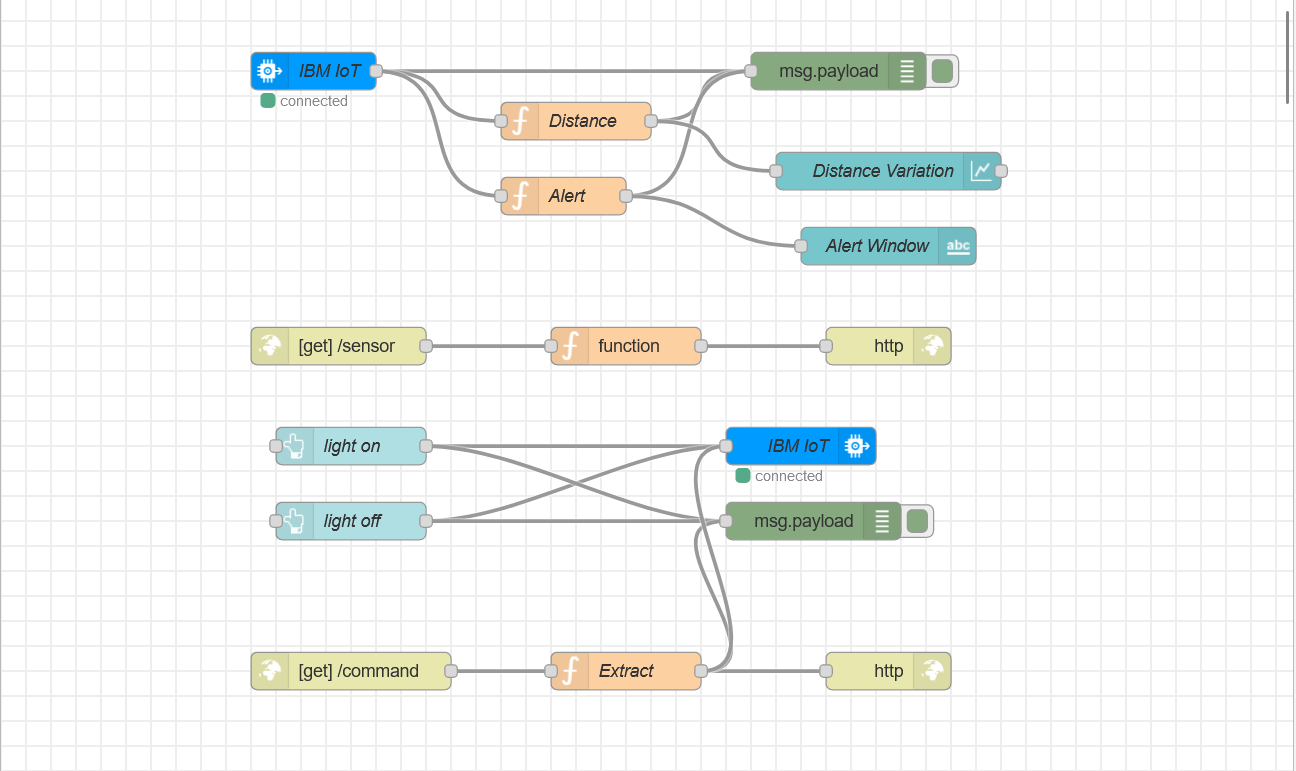 IBM IoT
msg.payload
connected
Distance
Distance Variation
Alert
Alert Window
abc
[get] /sensor
function
http
light on
IBM IoT
connected
light off
msg.payload
[get] /command
Extract
http